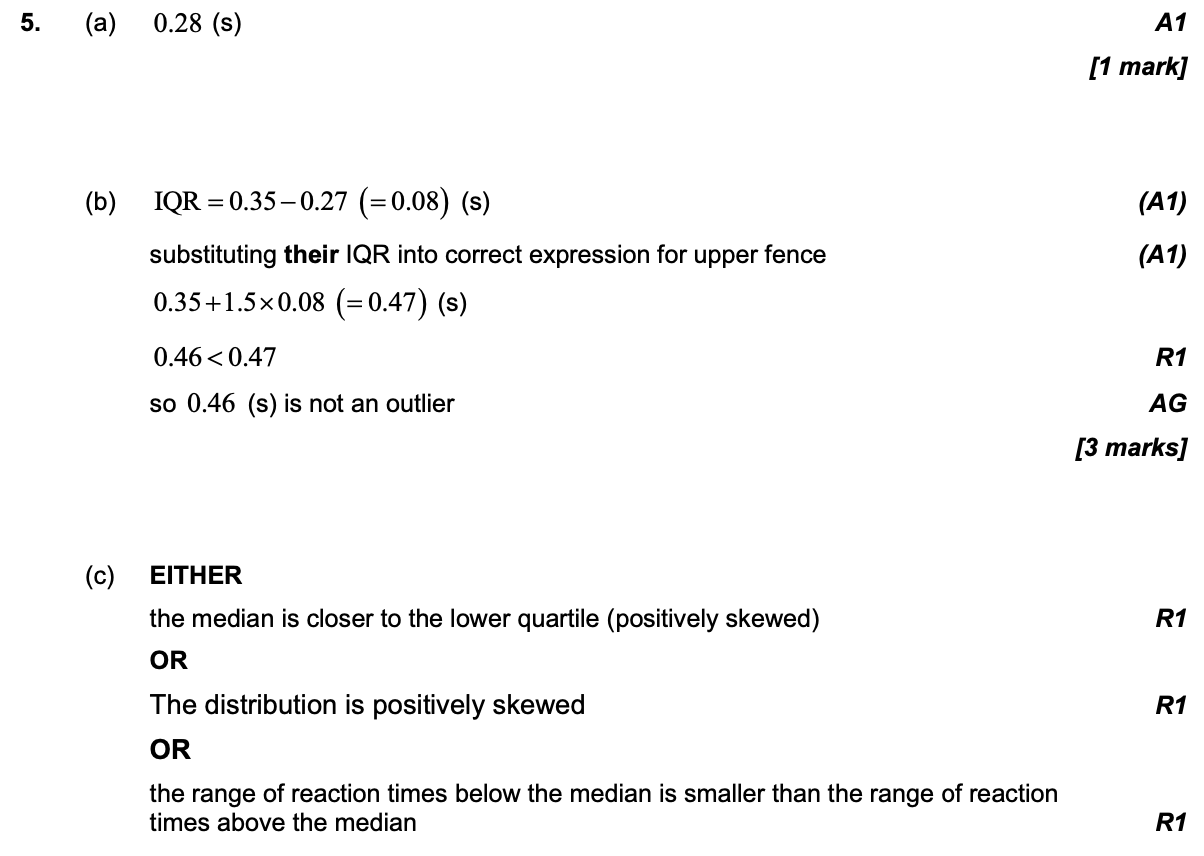 5. (a) 0.28 (s) A1
[1 mark]
(b) IQR = 0.35 − 0.27 (= 0.08) (s) (A1)
substituting their IQR into correct expression for upper fence (A1)
0.35 + 1.5 × 0.08 (= 0.47) (s)
0.46 < 0.47 R1
so 0.46 (s) is not an outlier AG
[3 marks]
(c) EITHER
the median is closer to the lower quartile (positively skewed) R1
OR
The distribution is positively skewed R1
OR
the range of reaction times below the median is smaller than the range of reaction
times above the median R1